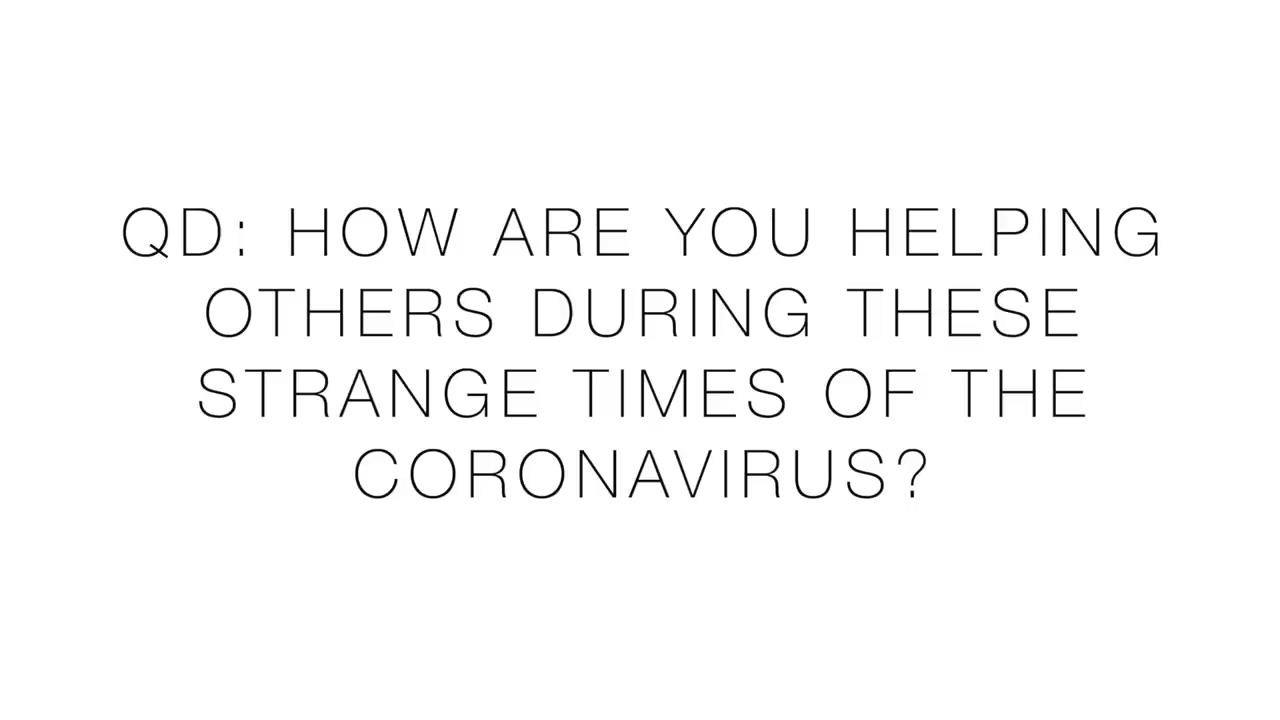 QD: HOW ARE YOU HELPING
OTHERS DURING THESE
STRANGE TIMES OF THE
CORONAVIRUS?